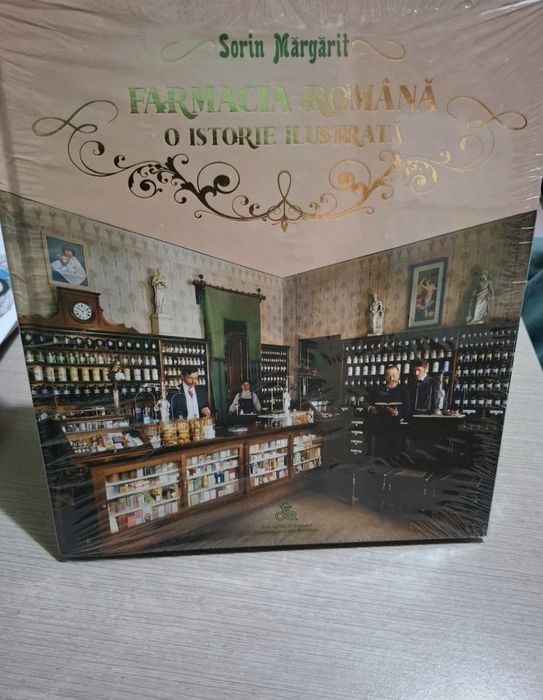 Sorin Mărgărit
FARMACIA ROMÂNĂ
O ISTORIE ILUSTRATĂ